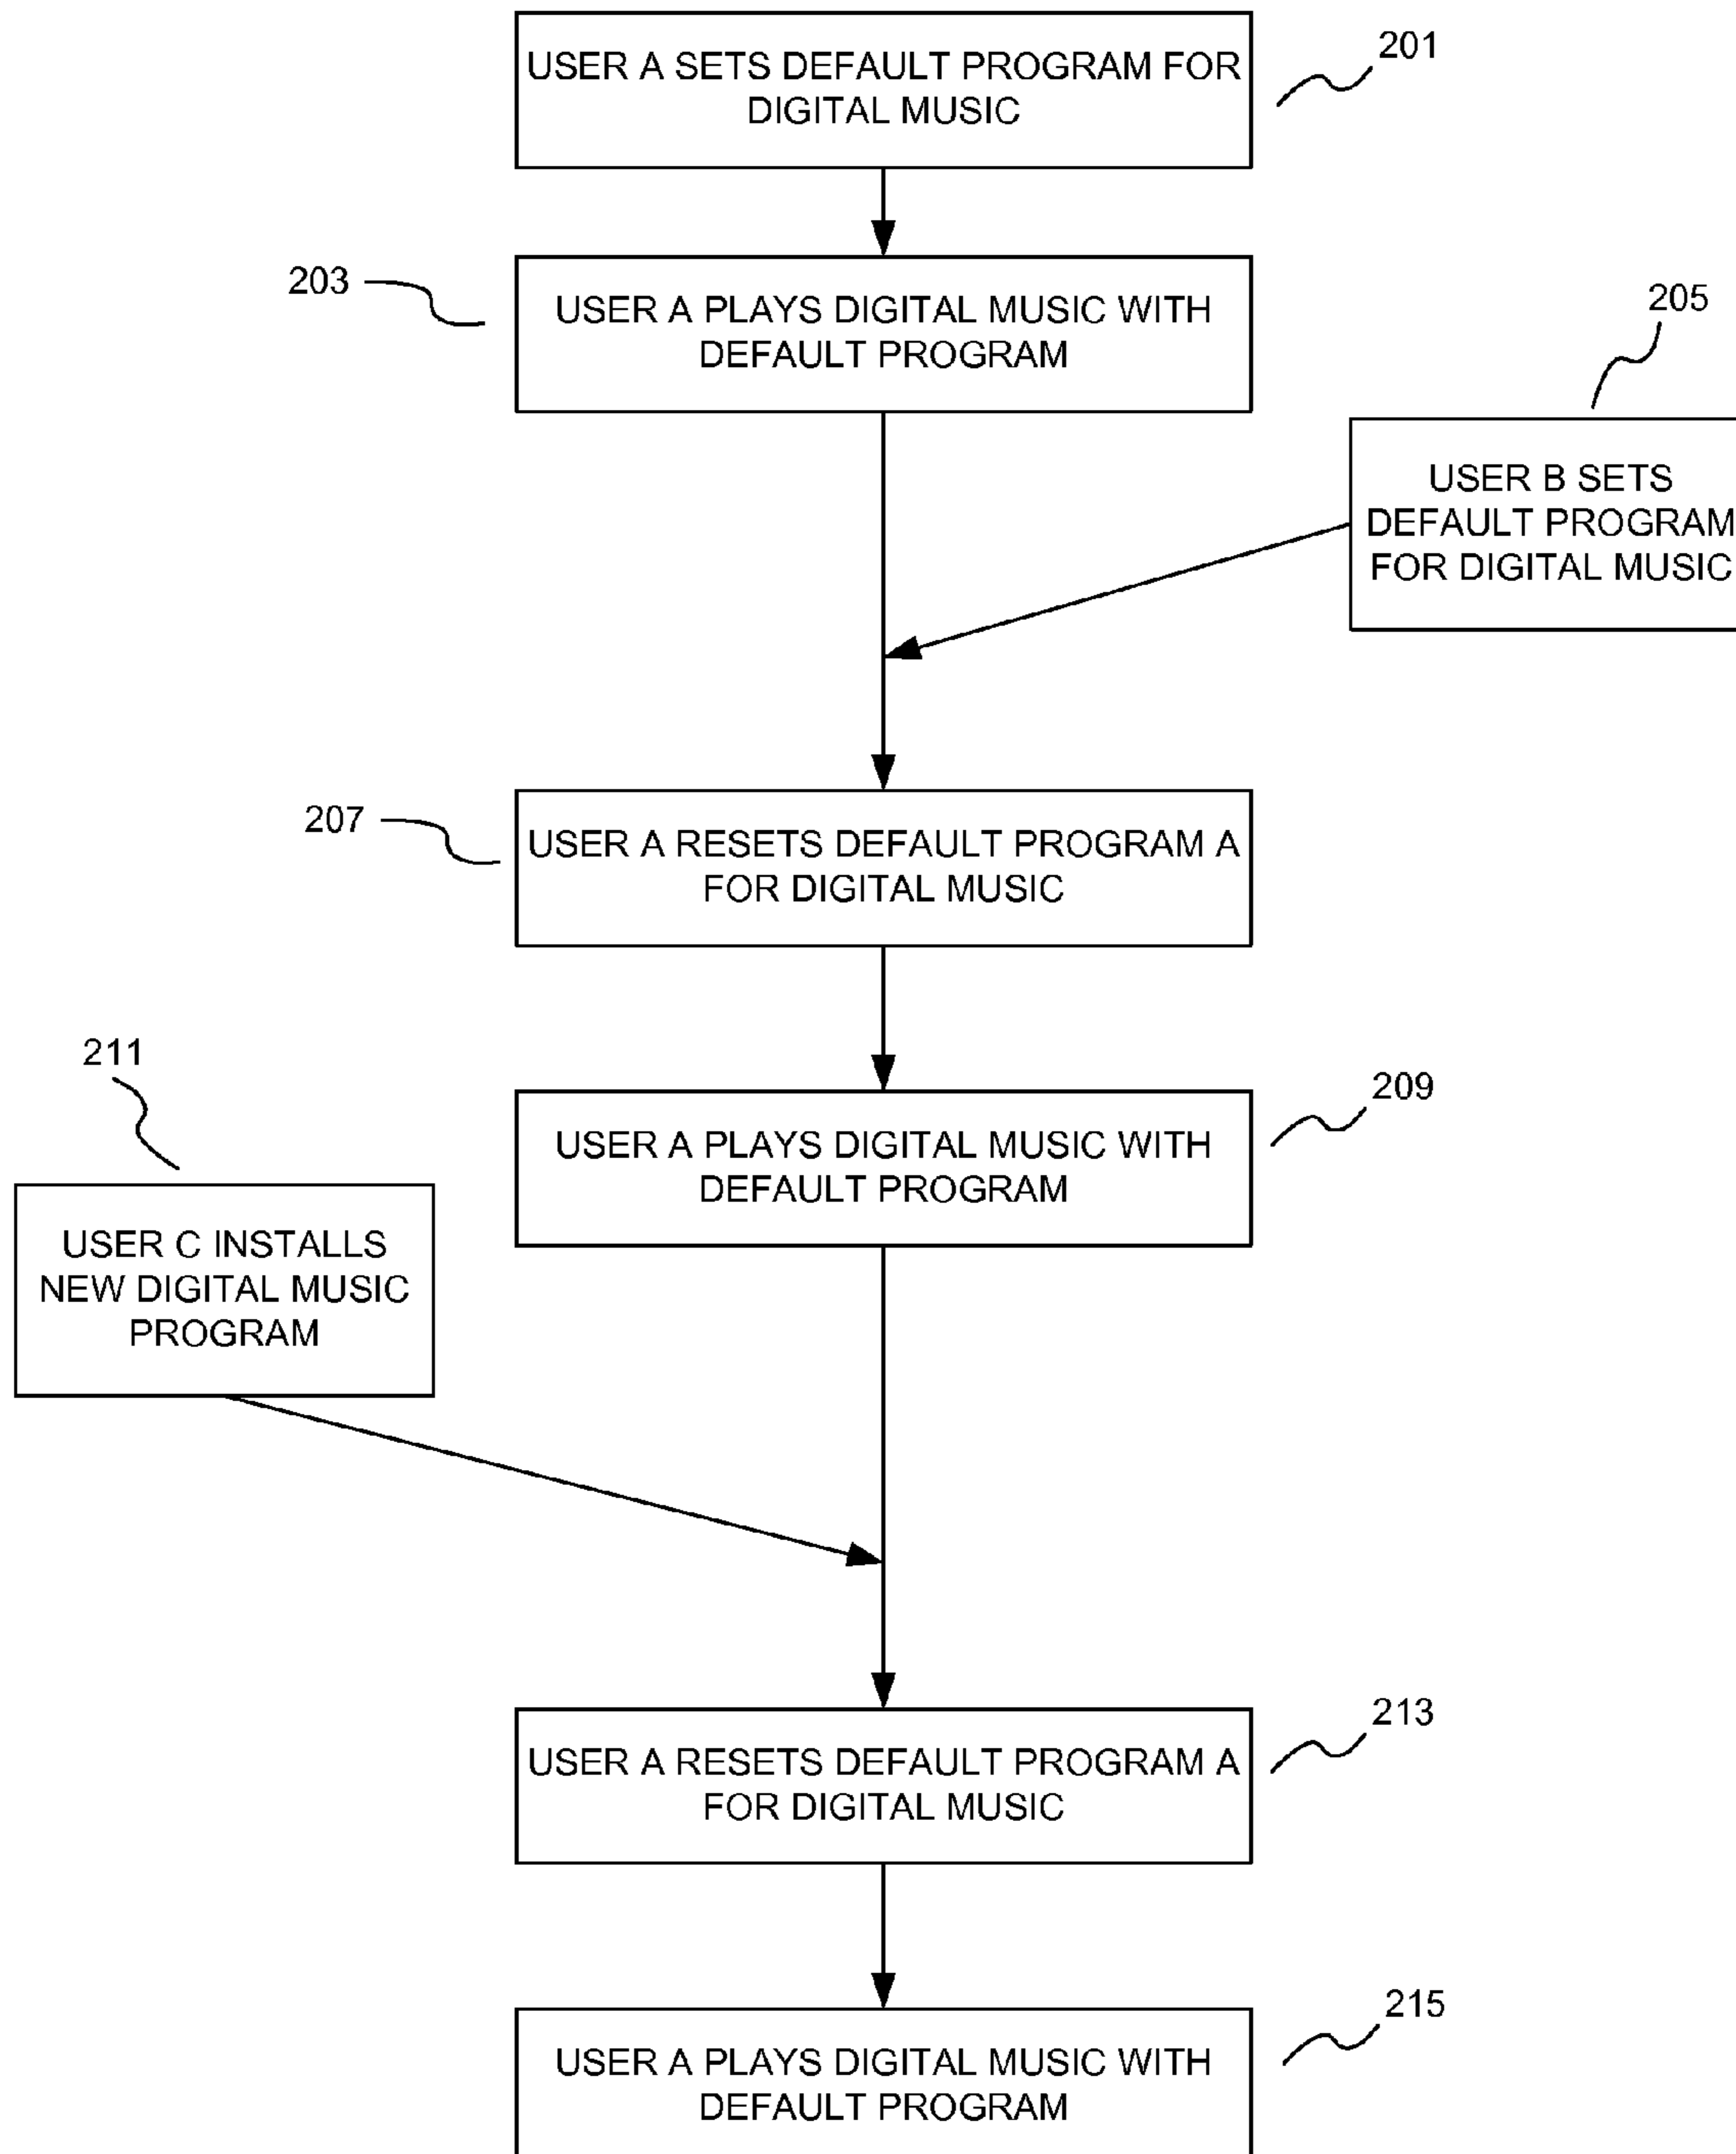 USER A SETS DEFAULT PROGRAM FOR
DIGITAL MUSIC
201
203
USER A PLAYS DIGITAL MUSIC WITH
DEFAULT PROGRAM
205
USER B SETS
DEFAULT PROGRAM
FOR DIGITAL MUSIC
207
USER A RESETS DEFAULT PROGRAM A
FOR DIGITAL MUSIC
211
209
USER A PLAYS DIGITAL MUSIC WITH
DEFAULT PROGRAM
USER C INSTALLS
NEW DIGITAL MUSIC
PROGRAM
213
USER A RESETS DEFAULT PROGRAM A
FOR DIGITAL MUSIC
215
USER A PLAYS DIGITAL MUSIC WITH
DEFAULT PROGRAM